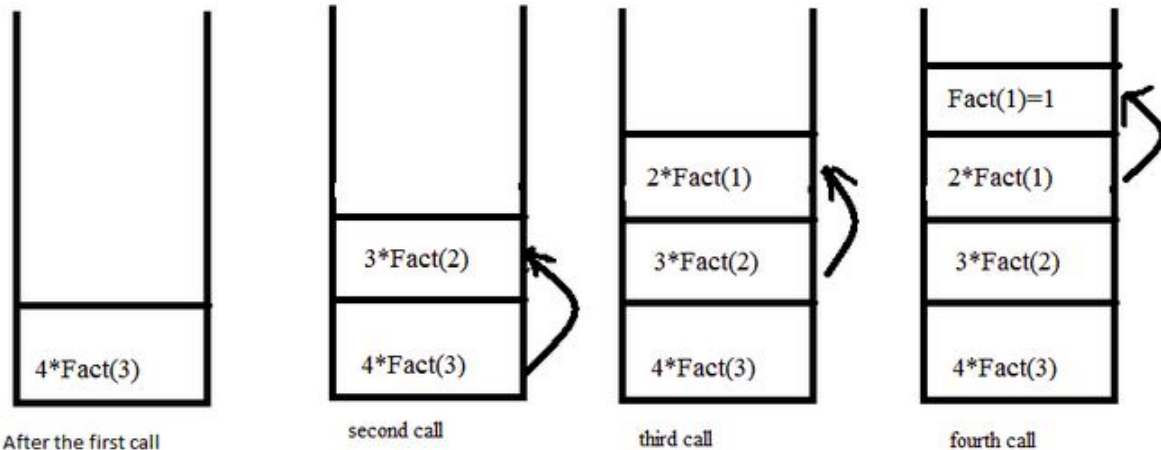 4*Fact(3)
After the first call
3*Fact(2)
4*Fact(3)
second call
2*Fact(1)
3*Fact(2)
4*Fact(3)
third call
Fact(1)=1
2*Fact(1)
3*Fact(2)
4*Fact(3)
fourth call